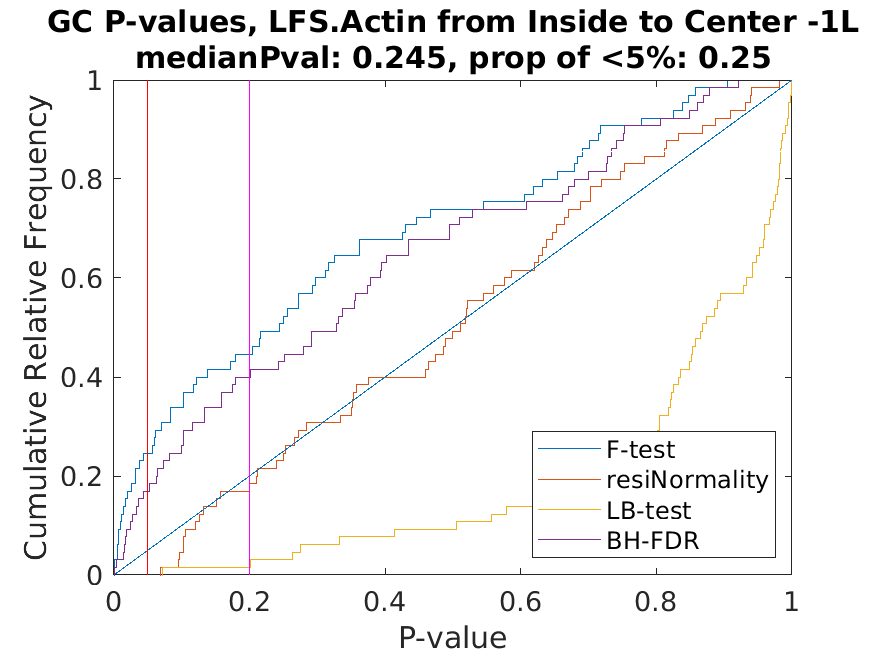 GC P-values, LFS.Actin from Inside to Center -1L
medianPval: 0.245, prop of <5%: 0.25
Cumulative Relative Frequency
1
0.8
0.6
0.4
0.2
0
F-test
resiNormality
LB-test
BH-FDR
0 0.2 0.4 0.6 0.8 1
P-value